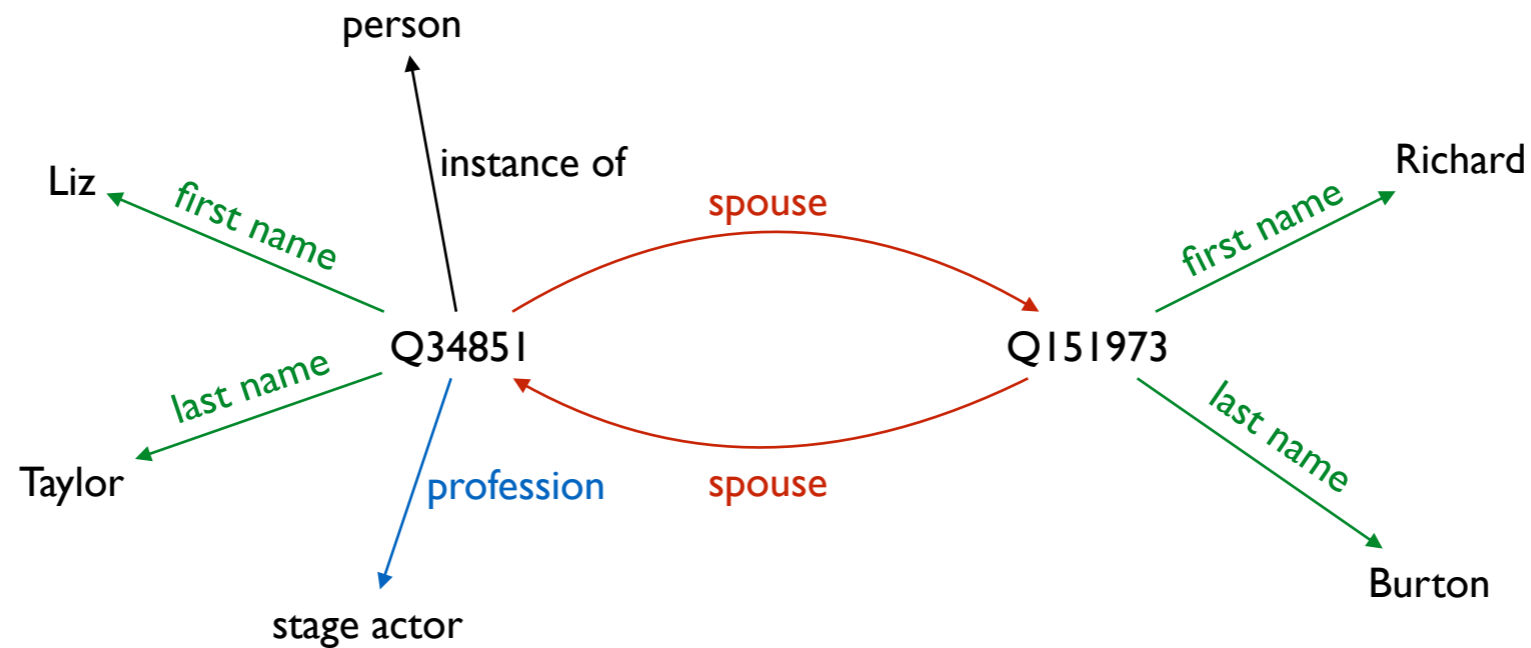 person
instance of
Liz
first name
spouse
first name
Richard
Q34851
Q151973
last name
last name
Taylor
profession
spouse
Burton
stage actor